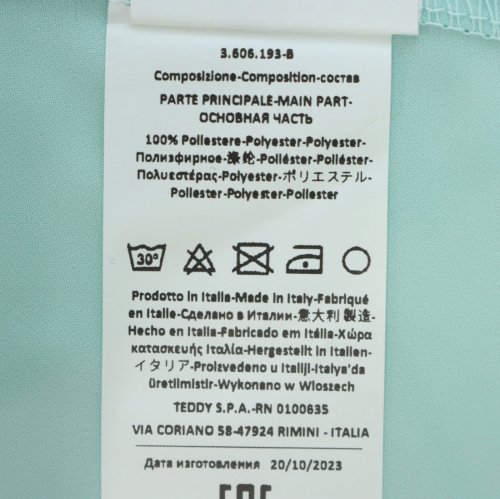 3.606.193-B
Composizione-Composition-состав
PARTE PRINCIPALE-MAIN PART-
ОСНОВНАЯ ЧАСТЬ
100% Poliestere-Polyester-Polyester-
Полиэфирное-涤纶-Poliéster-Poliéster-
Πολυεστέρας-Polyester-ポリエステル-
Poliester-Polyester-Poliester
30°
Prodotto in Italia-Made in Italy-Fabriqué
en Italie-Сделано в Италии-意大利製造-
Hecho en Italia-Fabricado em Itália-Χώρα
κατασκευής Ιταλία-Hergestellt in Italien-
イタリア-Proizvedeno u Italiji-Italya'da
üretilmistir-Wykonano w Wloszech
TEDDY S.P.A.-RN 0100635
VIA CORIANO 58-47924 RIMINI - ITALIA
Дата изготовления 20/10/2023